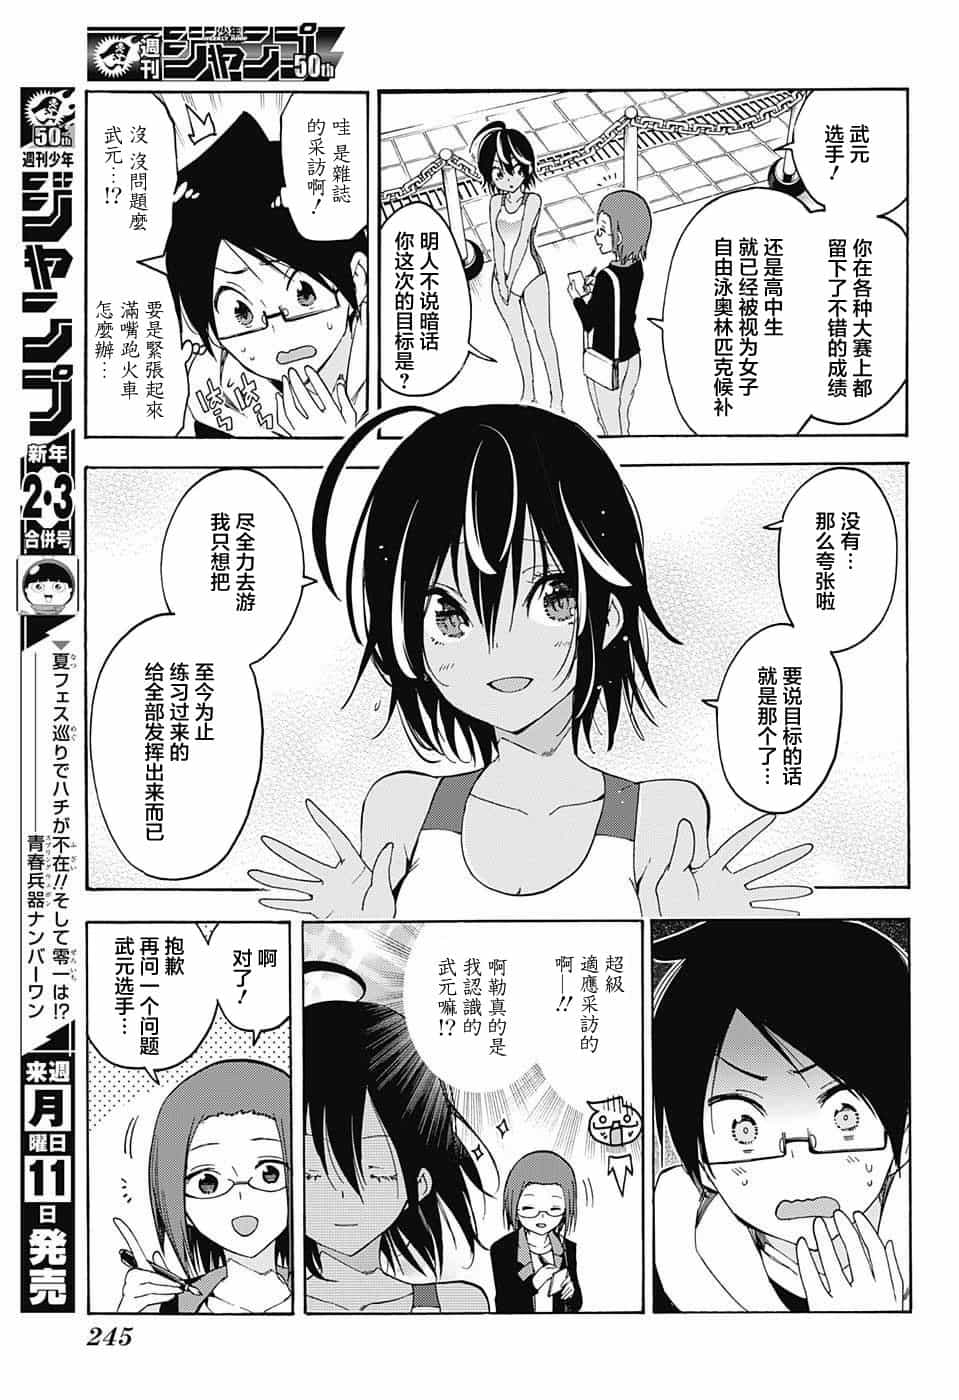 週刊
少年
ジャンプ
50th
武元
选手!
你在各种大赛上都
留下了不错的成绩
还是高中生
就已经被视为女子
自由泳奥林匹克候补
明人不说暗话
你这次的目标是?
哇 是雜誌
的采訪啊!
沒 沒問題麼
武元…!?
要是緊張起來
滿嘴跑火車
怎麼辦…
没有…
那么夸张啦
要说目标的话
就是那个了…
尽全力去游
我只想把
至今为止
练习过来的
给全部发挥出来而已
超級
適應采訪的
啊—!!
啊勒真的是
我認識的
武元嘛!?
啊
对了!
抱歉
再问一个问题
武元选手…
50th
週刊少年
ジャンプ
新年
2・3
合併号
▼夏フェス巡りでハチが不在!!そして零一は!?
――青春兵器ナンバーワン
来週
月
曜日
11
日
発売
245